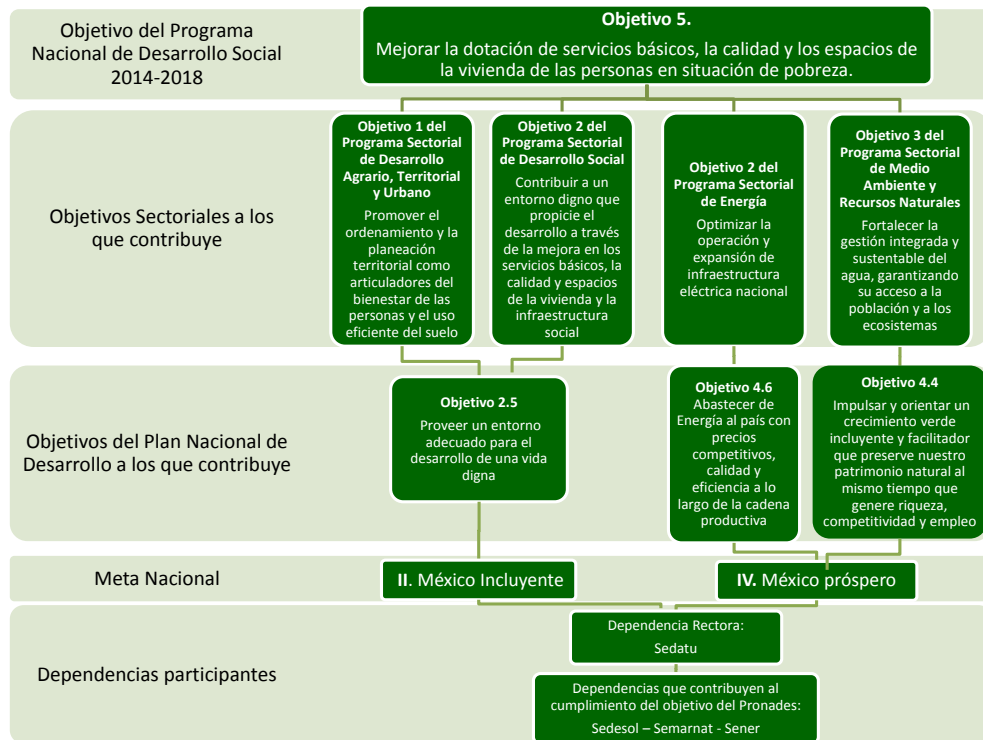 Objetivo del Programa
Nacional de Desarrollo Social
2014-2018
Objetivo 5.
Mejorar la dotación de servicios básicos, la calidad y los espacios de
la vivienda de las personas en situación de pobreza.
Objetivos Sectoriales a los
que contribuye
Objetivo 1 del
Programa Sectorial
de Desarrollo
Agrario, Territorial
y Urbano
Promover el
ordenamiento y la
planeación
territorial como
articuladores del
bienestar de las
personas y el uso
eficiente del suelo
Objetivo 2 del
Programa Sectorial
de Desarrollo Social
Contribuir a un
entorno digno que
propicie el
desarrollo a través
de la mejora en los
servicios básicos, la
calidad y espacios
de la vivienda y la
infraestructura
social
Objetivo 2 del
Programa Sectorial
de Energía
Optimizar la
operación y
expansión de
infraestructura
eléctrica nacional
Objetivo 3 del
Programa Sectorial
de Medio
Ambiente y
Recursos Naturales
Fortalecer la
gestión integrada y
sustentable del
agua, garantizando
su acceso a la
población y a los
ecosistemas
Objetivos del Plan Nacional de
Desarrollo a los que contribuye
Objetivo 2.5
Proveer un entorno
adecuado para el
desarrollo de una vida
digna
Objetivo 4.6
Abastecer de
Energía al país con
precios
competitivos,
calidad y
eficiencia a lo
largo de la cadena
productiva
Objetivo 4.4
Impulsar y orientar un
crecimiento verde
incluyente y facilitador
que preserve nuestro
patrimonio natural al
mismo tiempo que
genere riqueza,
competitividad y empleo
Meta Nacional
II. México Incluyente
IV. México próspero
Dependencias participantes
Dependencia Rectora:
Sedatu
Dependencias que contribuyen al
cumplimiento del objetivo del Pronades:
Sedesol – Semarnat - Sener